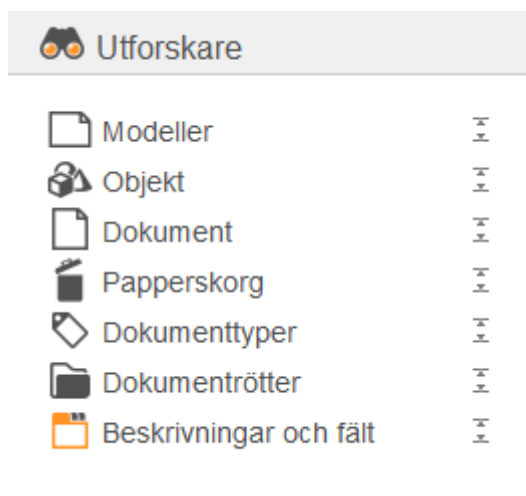 Utforskare
Modeller
Objekt
Dokument
Papperskorg
Dokumenttyper
Dokumentrötter
Beskrivningar och fält